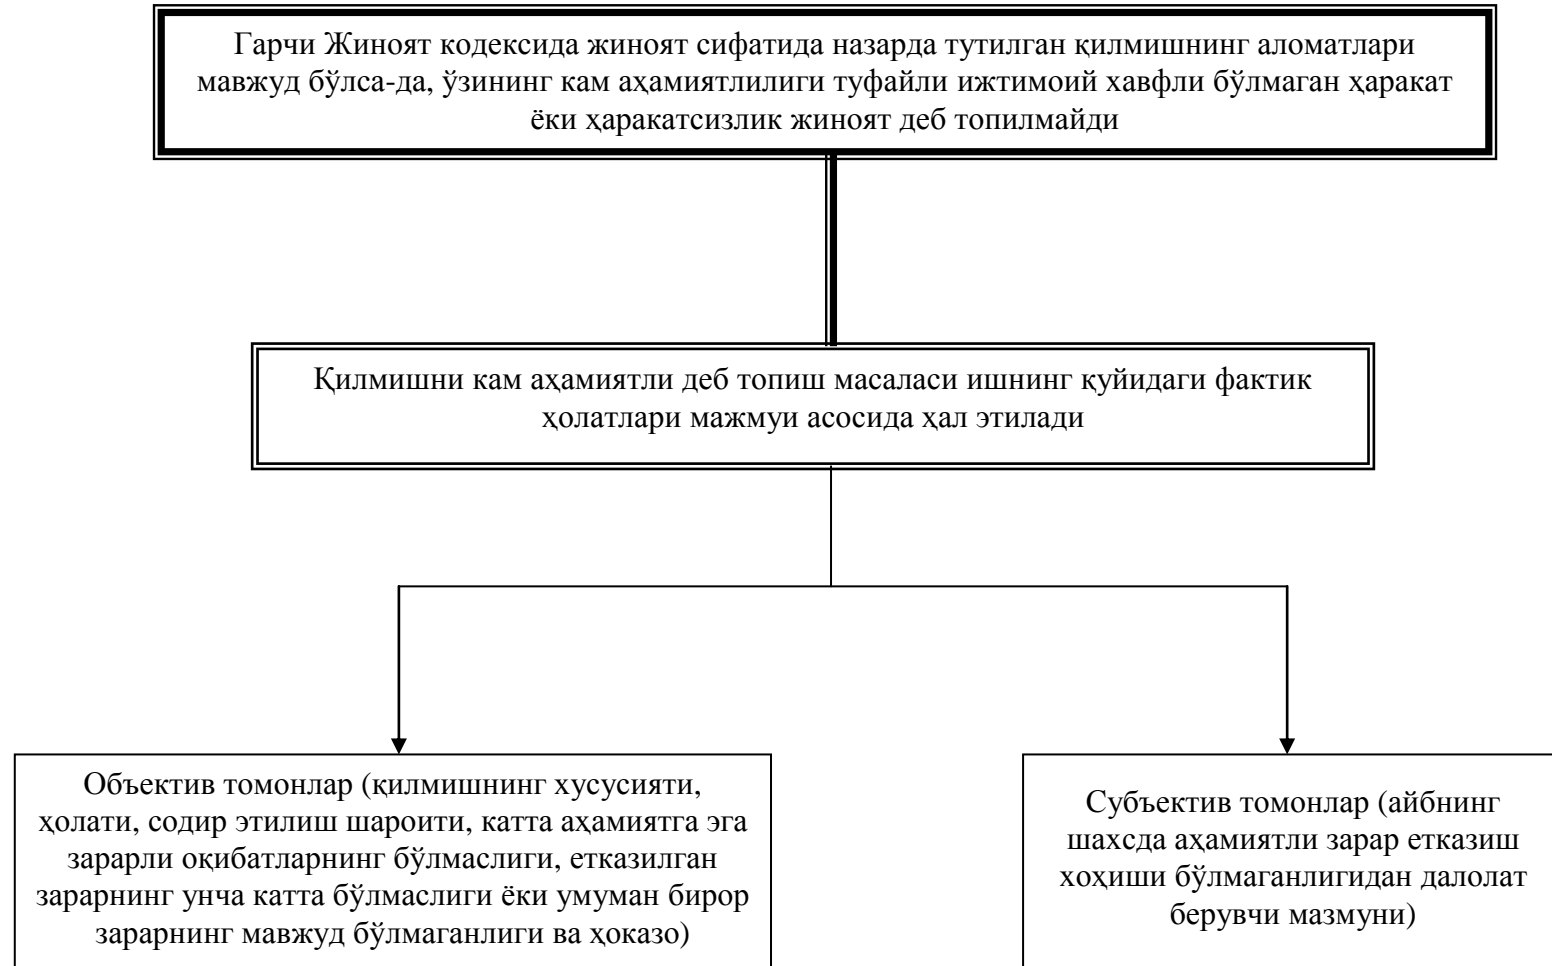 Гарчи Жиноят кодексида жиноят сифатида назарда тутилган қилмишнинг аломатлари
мавжуд бўлса-да, ўзининг кам аҳамиятлилиги туфайли ижтимоий хавфли бўлмаган ҳаракат
ёки ҳаракатсизлик жиноят деб топилмайди
Қилмишни кам аҳамиятли деб топиш масаласи ишнинг қуйидаги фактик
ҳолатлари мажмуи асосида ҳал этилади
Объектив томонлар (қилмишнинг хусусияти,
ҳолати, содир этилиш шароити, катта аҳамиятга эга
зарарли оқибатларнинг бўлмаслиги, етказилган
зарарнинг унча катта бўлмаслиги ёки умуман бирор
зарарнинг мавжуд бўлмаганлиги ва ҳоказо)
Субъектив томонлар (айбнинг
шахсда аҳамиятли зарар етказиш
хоҳиши бўлмаганлигидан далолат
берувчи мазмуни)